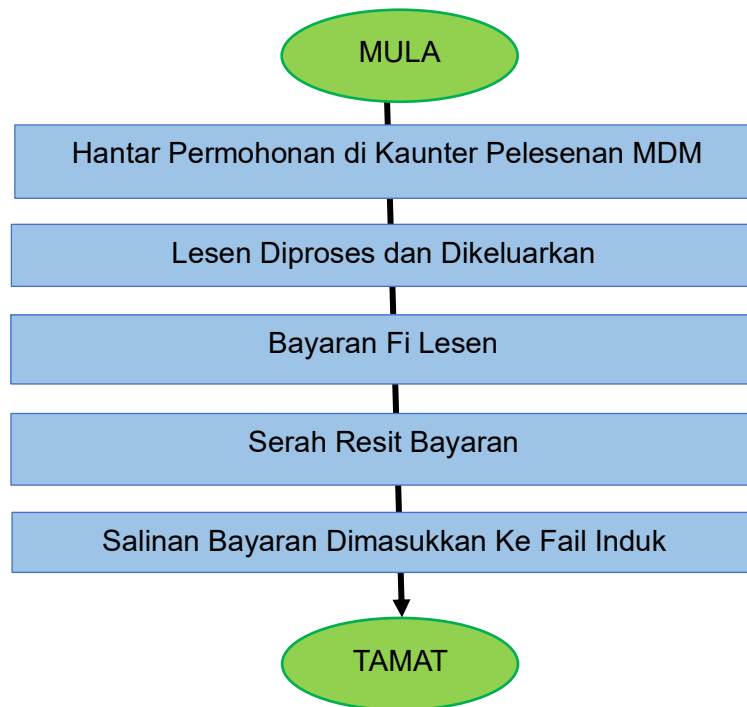 MULA
Hantar Permohonan di Kaunter Pelesenan MDM
Lesen Diproses dan Dikeluarkan
Bayaran Fi Lesen
Serah Resit Bayaran
Salinan Bayaran Dimasukkan Ke Fail Induk
TAMAT